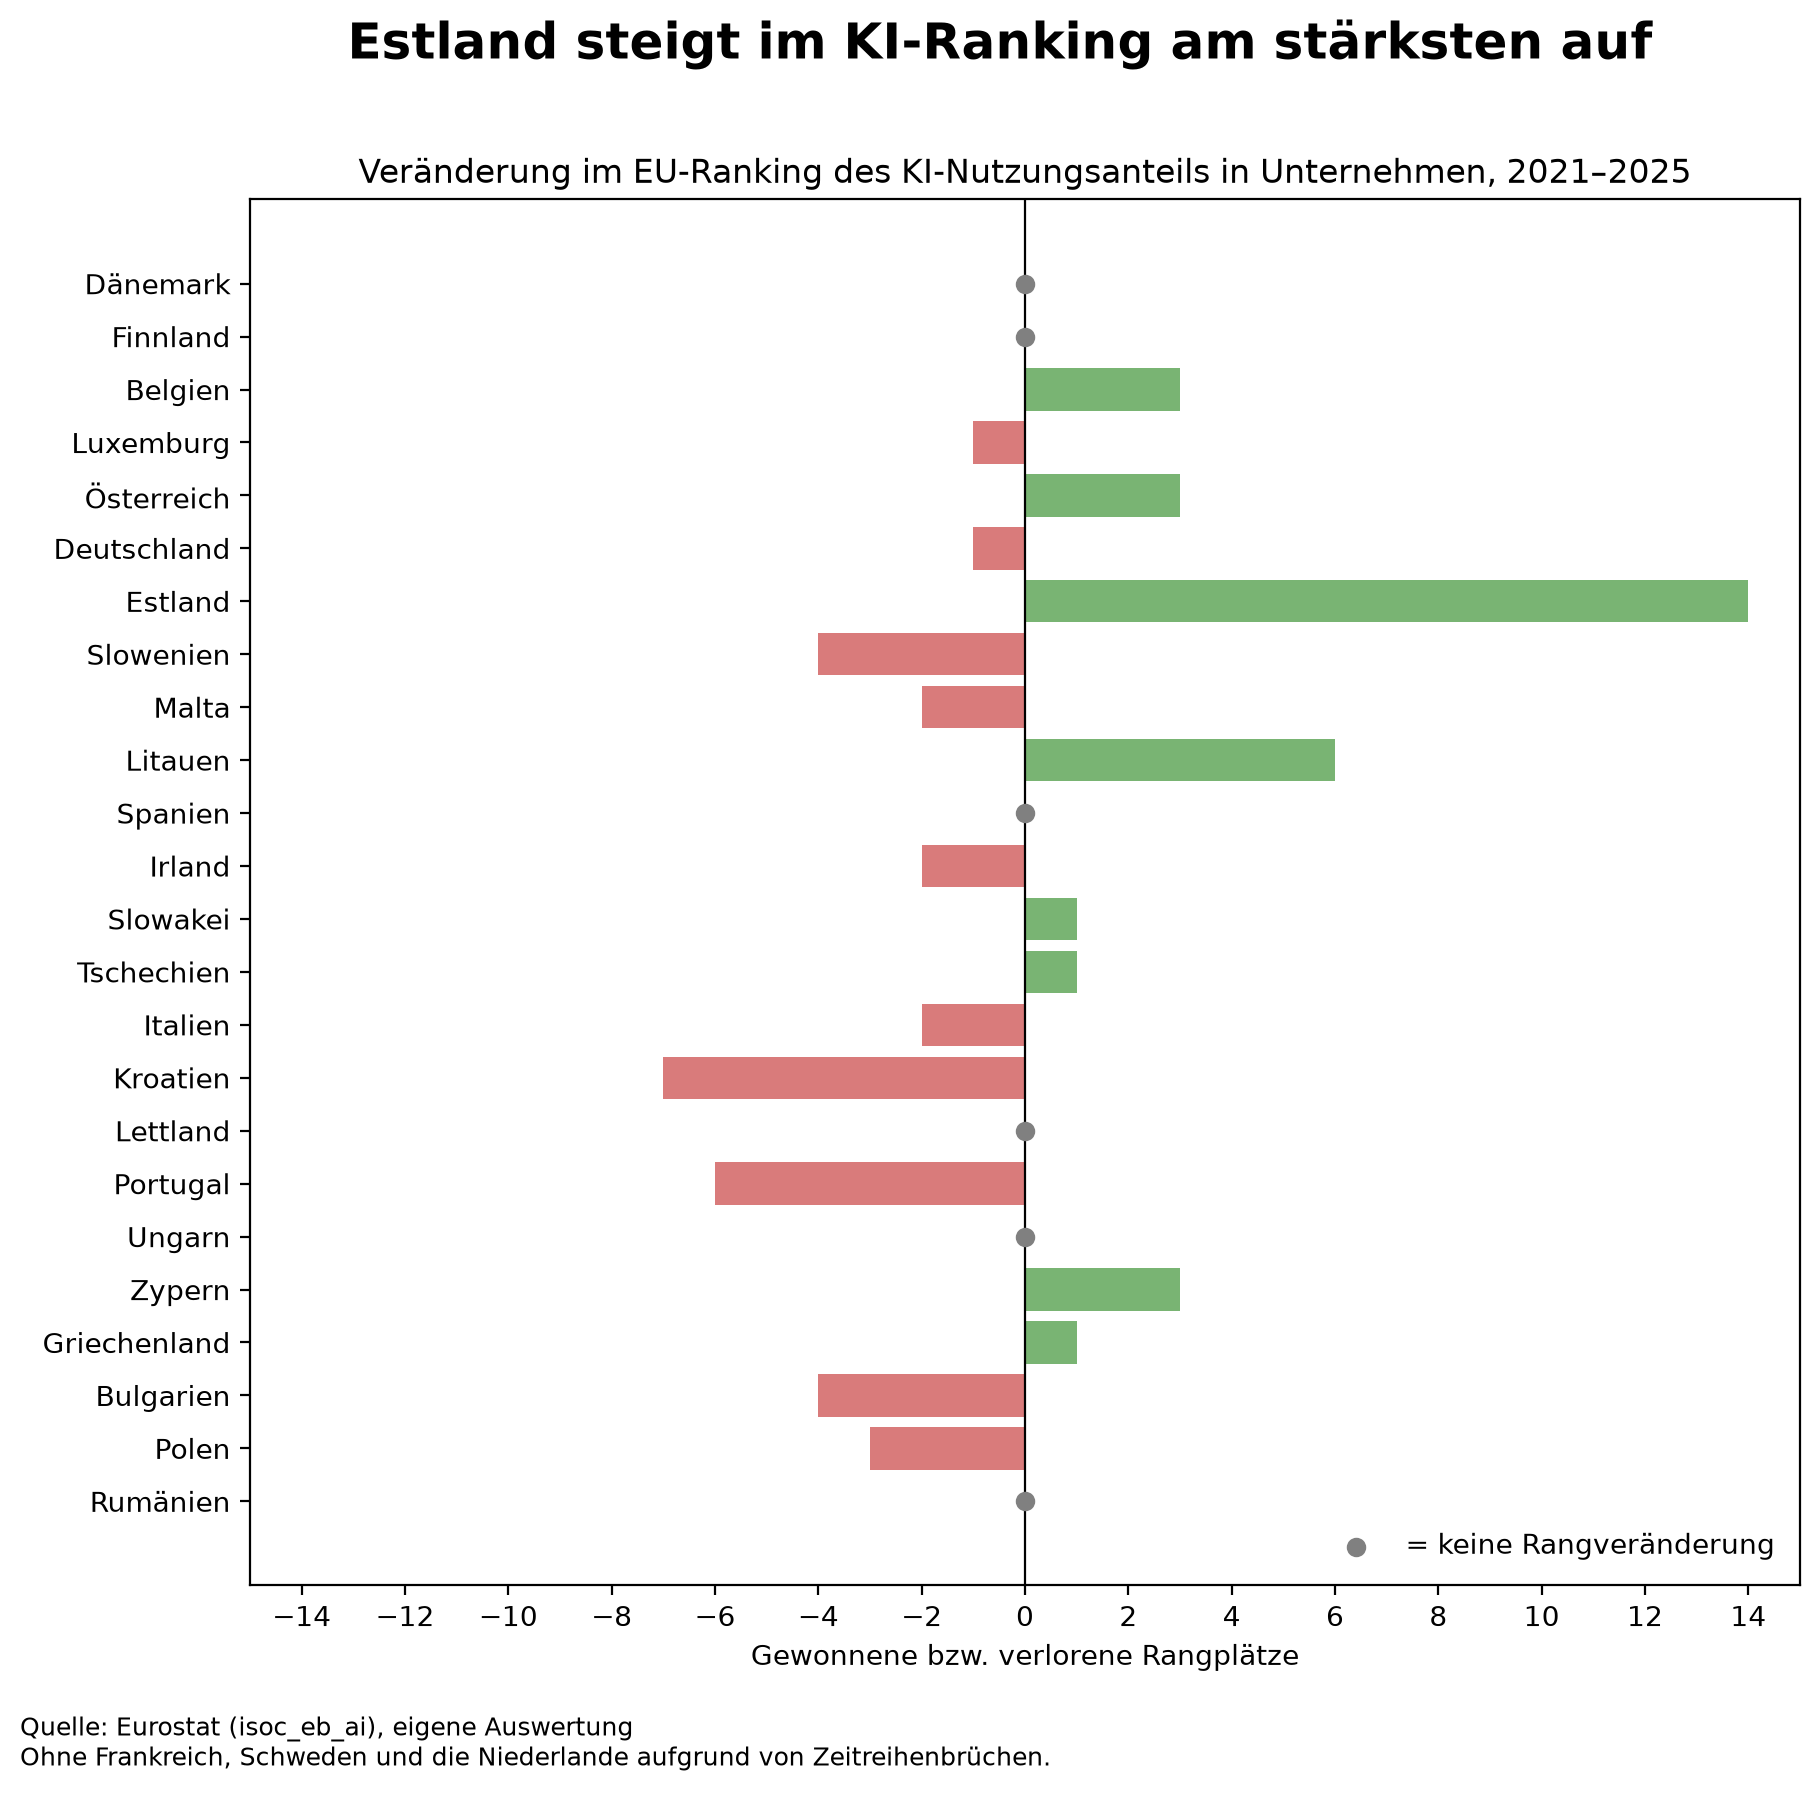 Estland steigt im KI-Ranking am stärksten auf
Veränderung im EU-Ranking des KI-Nutzungsanteils in Unternehmen, 2021–2025
Dänemark
Finnland
Belgien
Luxemburg
Österreich
Deutschland
Estland
Slowenien
Malta
Litauen
Spanien
Irland
Slowakei
Tschechien
Italien
Kroatien
Lettland
Portugal
Ungarn
Zypern
Griechenland
Bulgarien
Polen
Rumänien
= keine Rangveränderung
−14 −12 −10 −8 −6 −4 −2 0 2 4 6 8 10 12 14
Gewonnene bzw. verlorene Rangplätze
Quelle: Eurostat (isoc_eb_ai), eigene Auswertung
Ohne Frankreich, Schweden und die Niederlande aufgrund von Zeitreihenbrüchen.